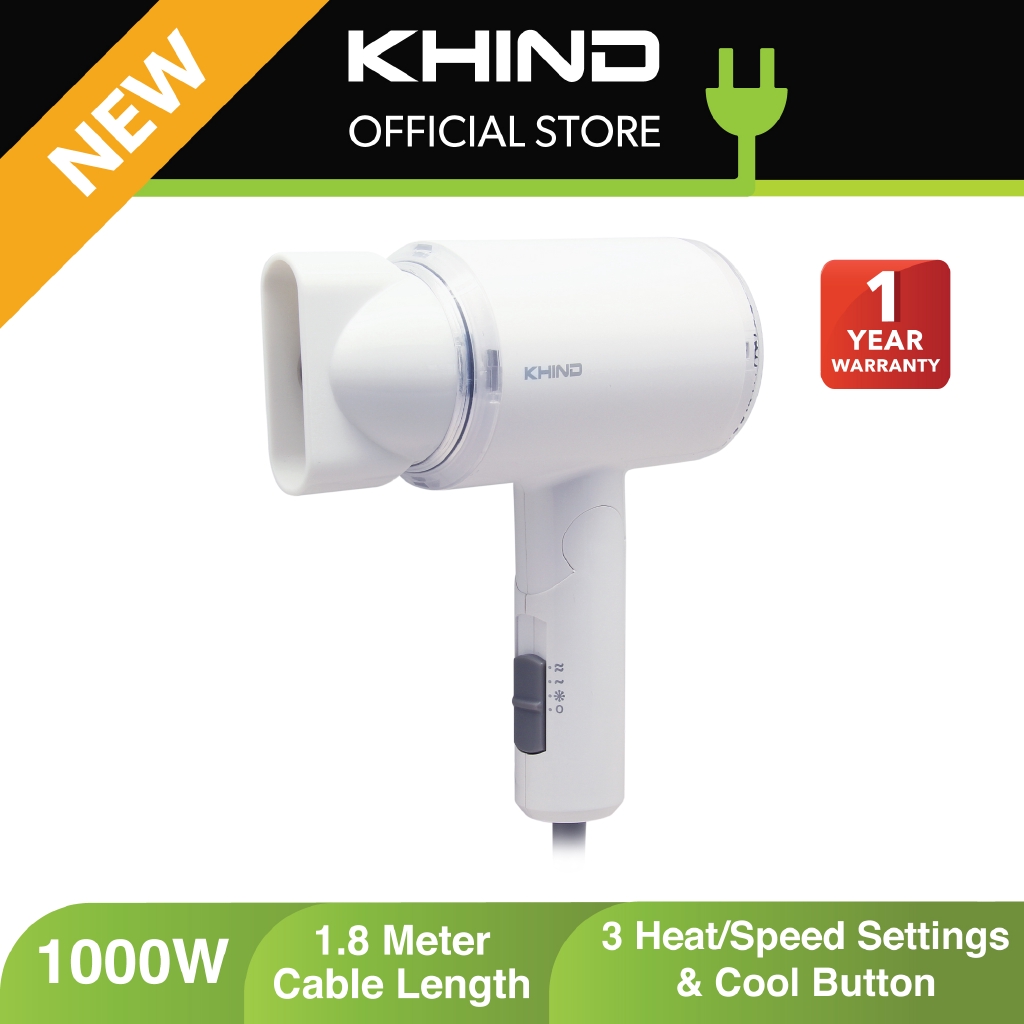 NEW
KHIND
OFFICIAL STORE
1
YEAR
WARRANTY
KHIND
1000W
1.8 Meter
Cable Length
3 Heat/Speed Settings
& Cool Button